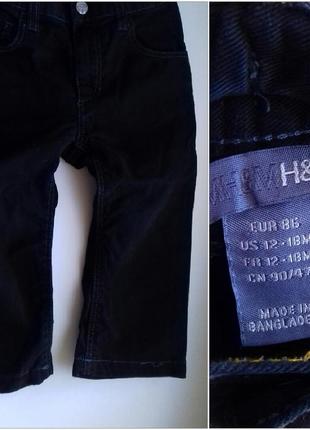 H&
EUR 86
US 12-18M
FR 12-18M
CN 90/47
MADE IN
BANGLADE